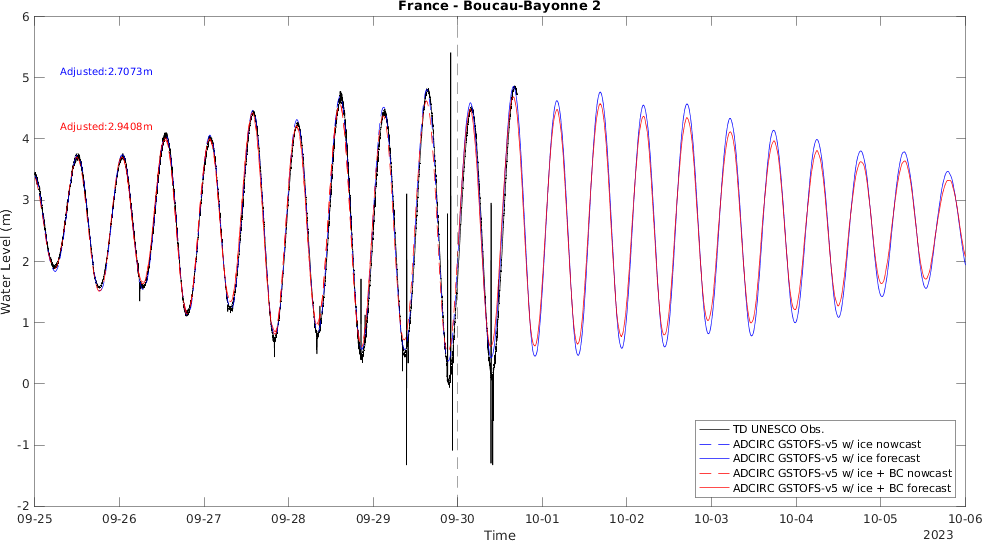 France - Boucau-Bayonne 2
6
5
4
3
2
1
0
-1
-2
Water Level (m)
Adjusted:2.7073m
Adjusted:2.9408m
TD UNESCO Obs.
ADCIRC GSTOFS-v5 w/ ice nowcast
ADCIRC GSTOFS-v5 w/ ice forecast
ADCIRC GSTOFS-v5 w/ ice + BC nowcast
ADCIRC GSTOFS-v5 w/ ice + BC forecast
09-25 09-26 09-27 09-28 09-29 09-30 10-01 10-02 10-03 10-04 10-05 10-06
Time
2023